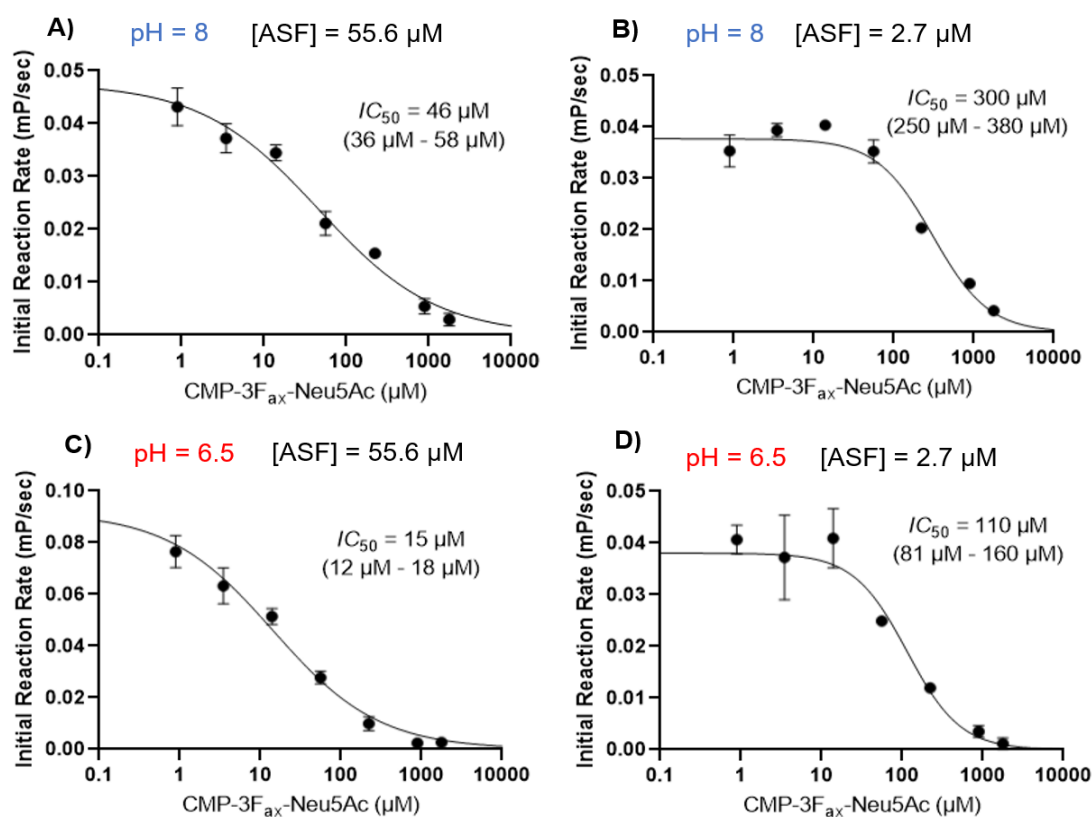 A) pH = 8 [ASF] = 55.6 µM
Initial Reaction Rate (mP/sec)
0.05
0.04
0.03
0.02
0.01
0.00
IC50 = 46 µM
(36 µM - 58 µM)
0.1 1 10 100 1000 10000
CMP-3Fax-Neu5Ac (µM)
B) pH = 8 [ASF] = 2.7 µM
Initial Reaction Rate (mP/sec)
0.05
0.04
0.03
0.02
0.01
0.00
IC50 = 300 µM
(250 µM - 380 µM)
0.1 1 10 100 1000 10000
CMP-3Fax-Neu5Ac (µM)
C) pH = 6.5 [ASF] = 55.6 µM
Initial Reaction Rate (mP/sec)
0.10
0.08
0.06
0.04
0.02
0.00
IC50 = 15 µM
(12 µM - 18 µM)
0.1 1 10 100 1000 10000
CMP-3Fax-Neu5Ac (µM)
D) pH = 6.5 [ASF] = 2.7 µM
Initial Reaction Rate (mP/sec)
0.05
0.04
0.03
0.02
0.01
0.00
IC50 = 110 µM
(81 µM - 160 µM)
0.1 1 10 100 1000 10000
CMP-3Fax-Neu5Ac (µM)